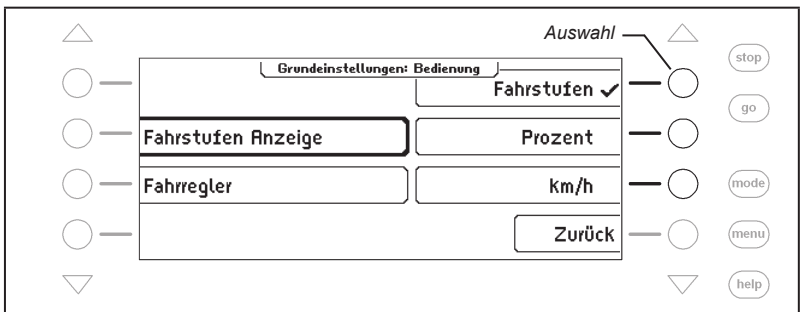 Auswahl
Grundeinstellungen: Bedienung
Fahrstufen ✓
Fahrstufen Anzeige
Prozent
Fahrregler
km/h
Zurück
stop
go
mode
menu
help